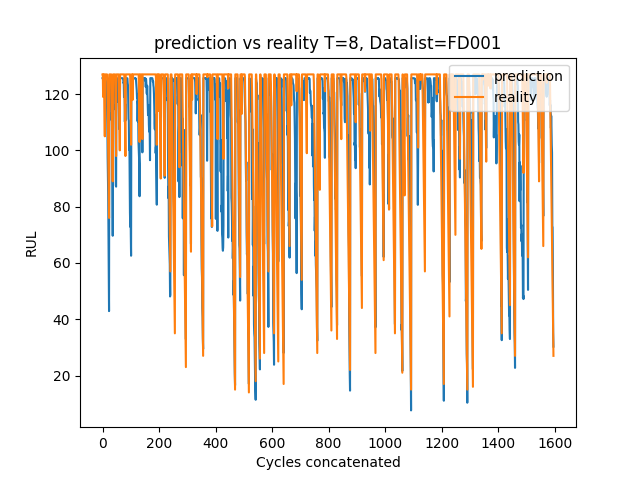 prediction vs reality T=8, Datalist=FD001
prediction
reality
RUL
120
100
80
60
40
20
0 200 400 600 800 1000 1200 1400 1600
Cycles concatenated